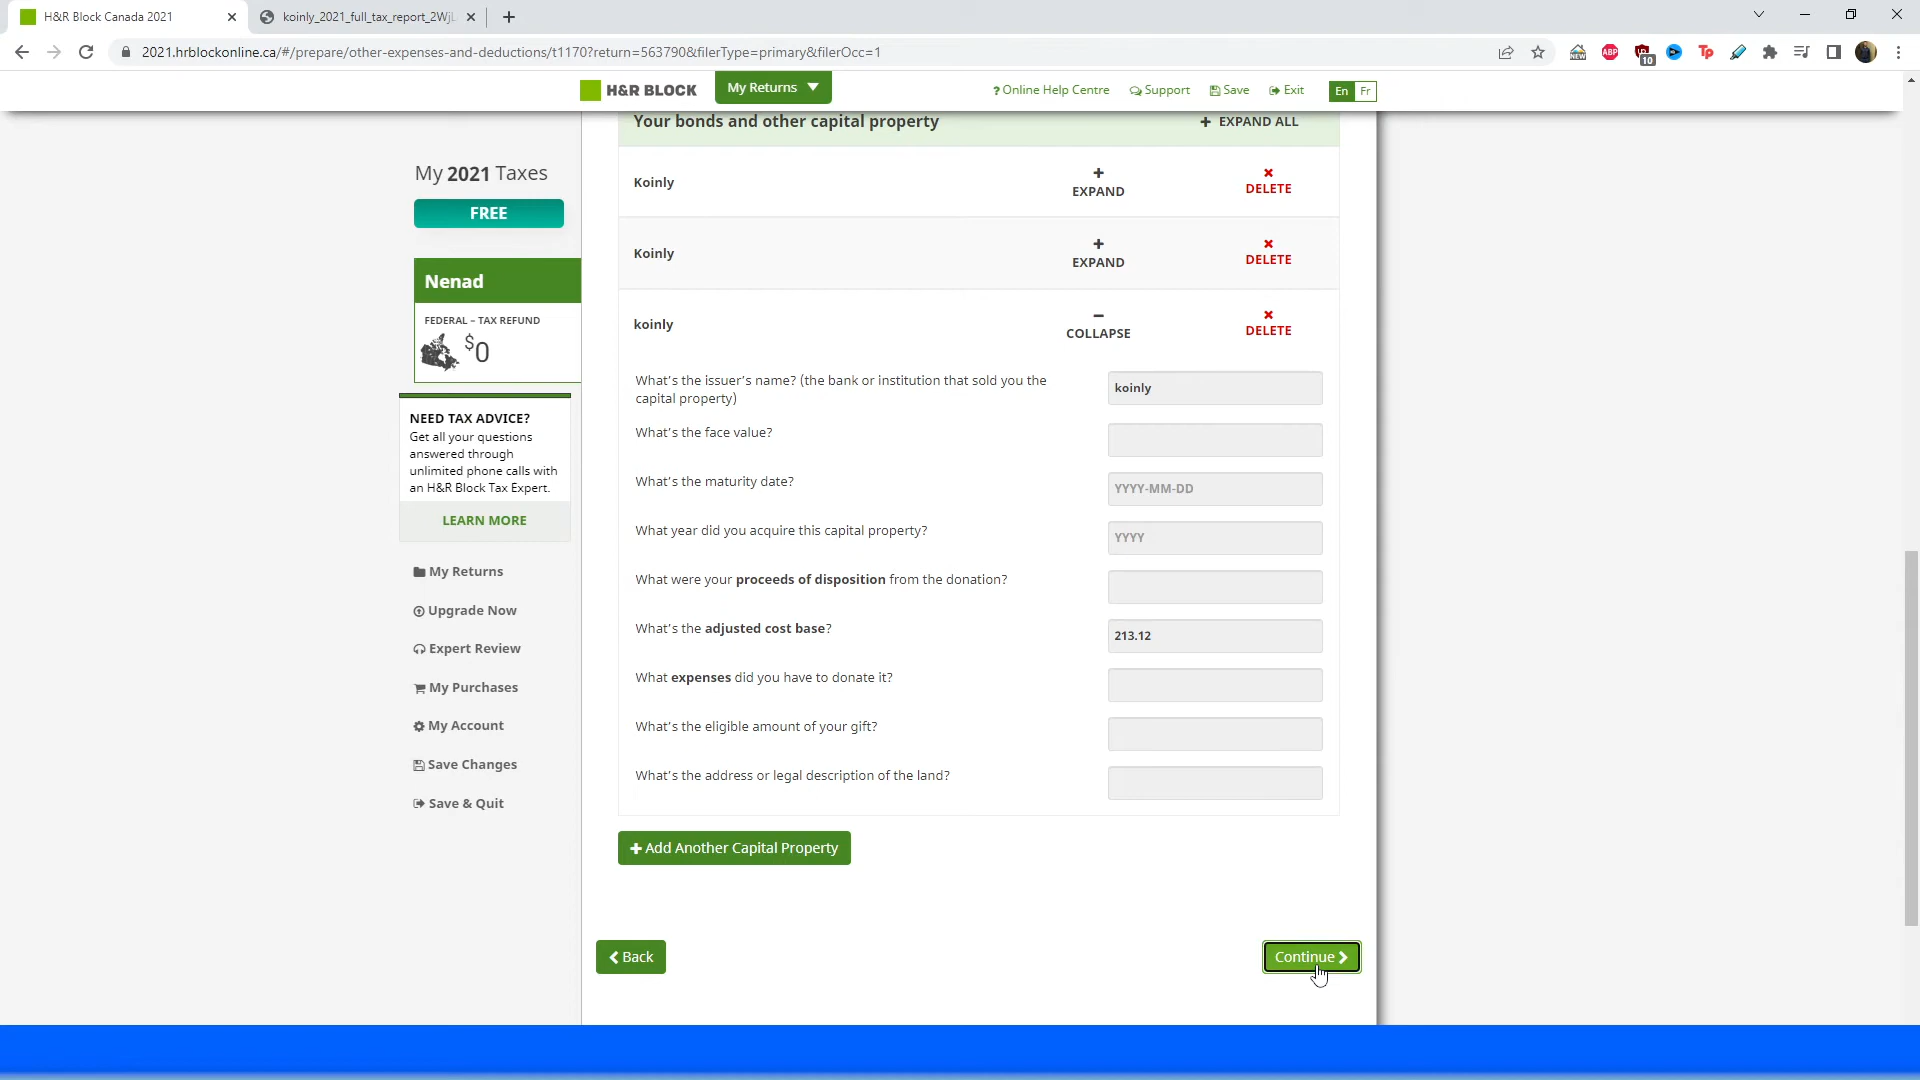 H&R Block Canada 2021
koinly_2021_full_tax_report_2WjL
2021.hrblockonline.ca/#/prepare/other-expenses-and-deductions/t1170?return=563790&filerType=primary&filerOcc=1
H&R BLOCK
My Returns
? Online Help Centre
Support
Save
Exit
En Fr
Your bonds and other capital property
+ EXPAND ALL
Koinly
+ EXPAND
× DELETE
Koinly
+ EXPAND
× DELETE
koinly
− COLLAPSE
× DELETE
What's the issuer's name? (the bank or institution that sold you the
capital property)
koinly
What's the face value?
What's the maturity date?
YYYY-MM-DD
What year did you acquire this capital property?
YYYY
What were your proceeds of disposition from the donation?
What's the adjusted cost base?
213.12
What expenses did you have to donate it?
What's the eligible amount of your gift?
What's the address or legal description of the land?
+ Add Another Capital Property
Back
Continue
My 2021 Taxes
FREE
Nenad
FEDERAL – TAX REFUND
$0
NEED TAX ADVICE?
Get all your questions
answered through
unlimited phone calls with
an H&R Block Tax Expert.
LEARN MORE
My Returns
Upgrade Now
Expert Review
My Purchases
My Account
Save Changes
Save & Quit
ABP
10
Tp